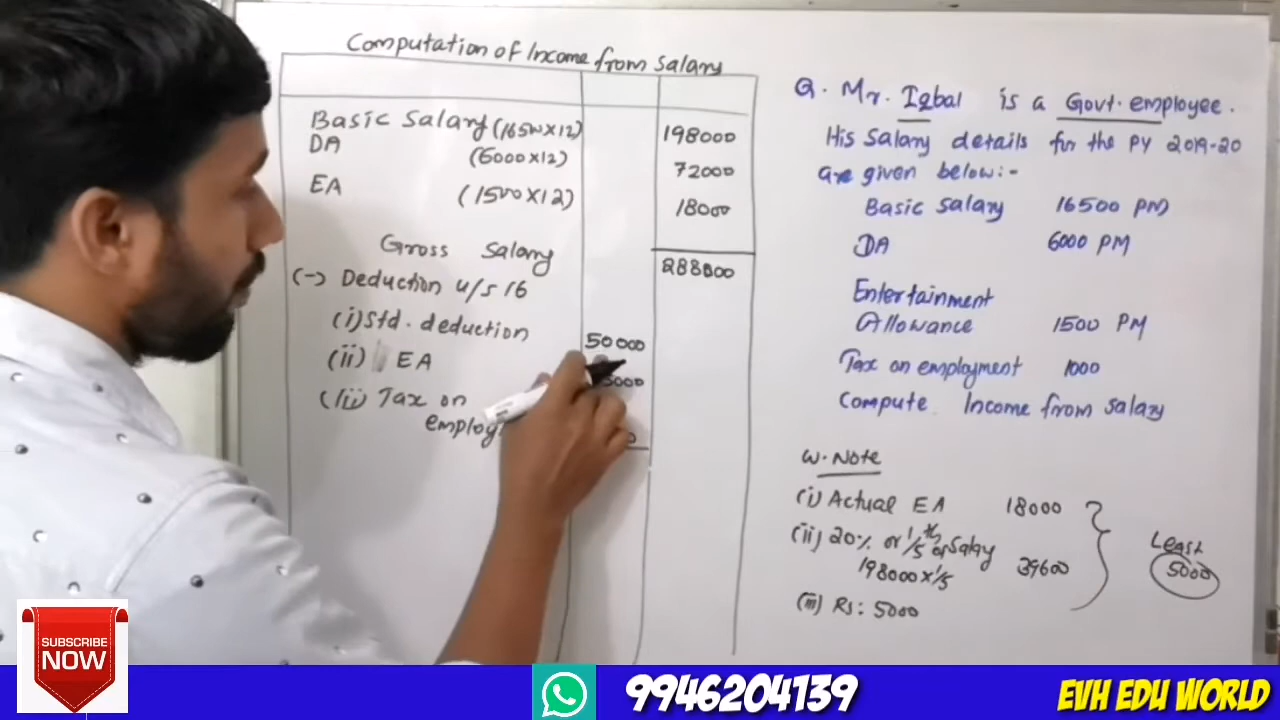 Computation of Income from Salary
Basic Salary (16500X12) 198000
DA (6000X12) 72000
EA (1500X12) 18000
Gross Salary 288000
(-) Deduction u/s 16
(i) Std. deduction 50000
(ii) EA 5000
(iii) Tax on
Q. Mr. Iqbal is a Govt. employee.
His Salary details for the PY 2019-20
are given below:-
Basic Salary 16500 PM
DA 6000 PM
Entertainment
Allowance 1500 PM
Tax on employment 1000
Compute Income from Salary
W. Note
(i) Actual EA 18000
(ii) 20% or 1/5th of Salary
198000X1/5 39600
(iii) Rs: 5000
Least
5000
SUBSCRIBE
NOW
9946204139
EVH EDU WORLD